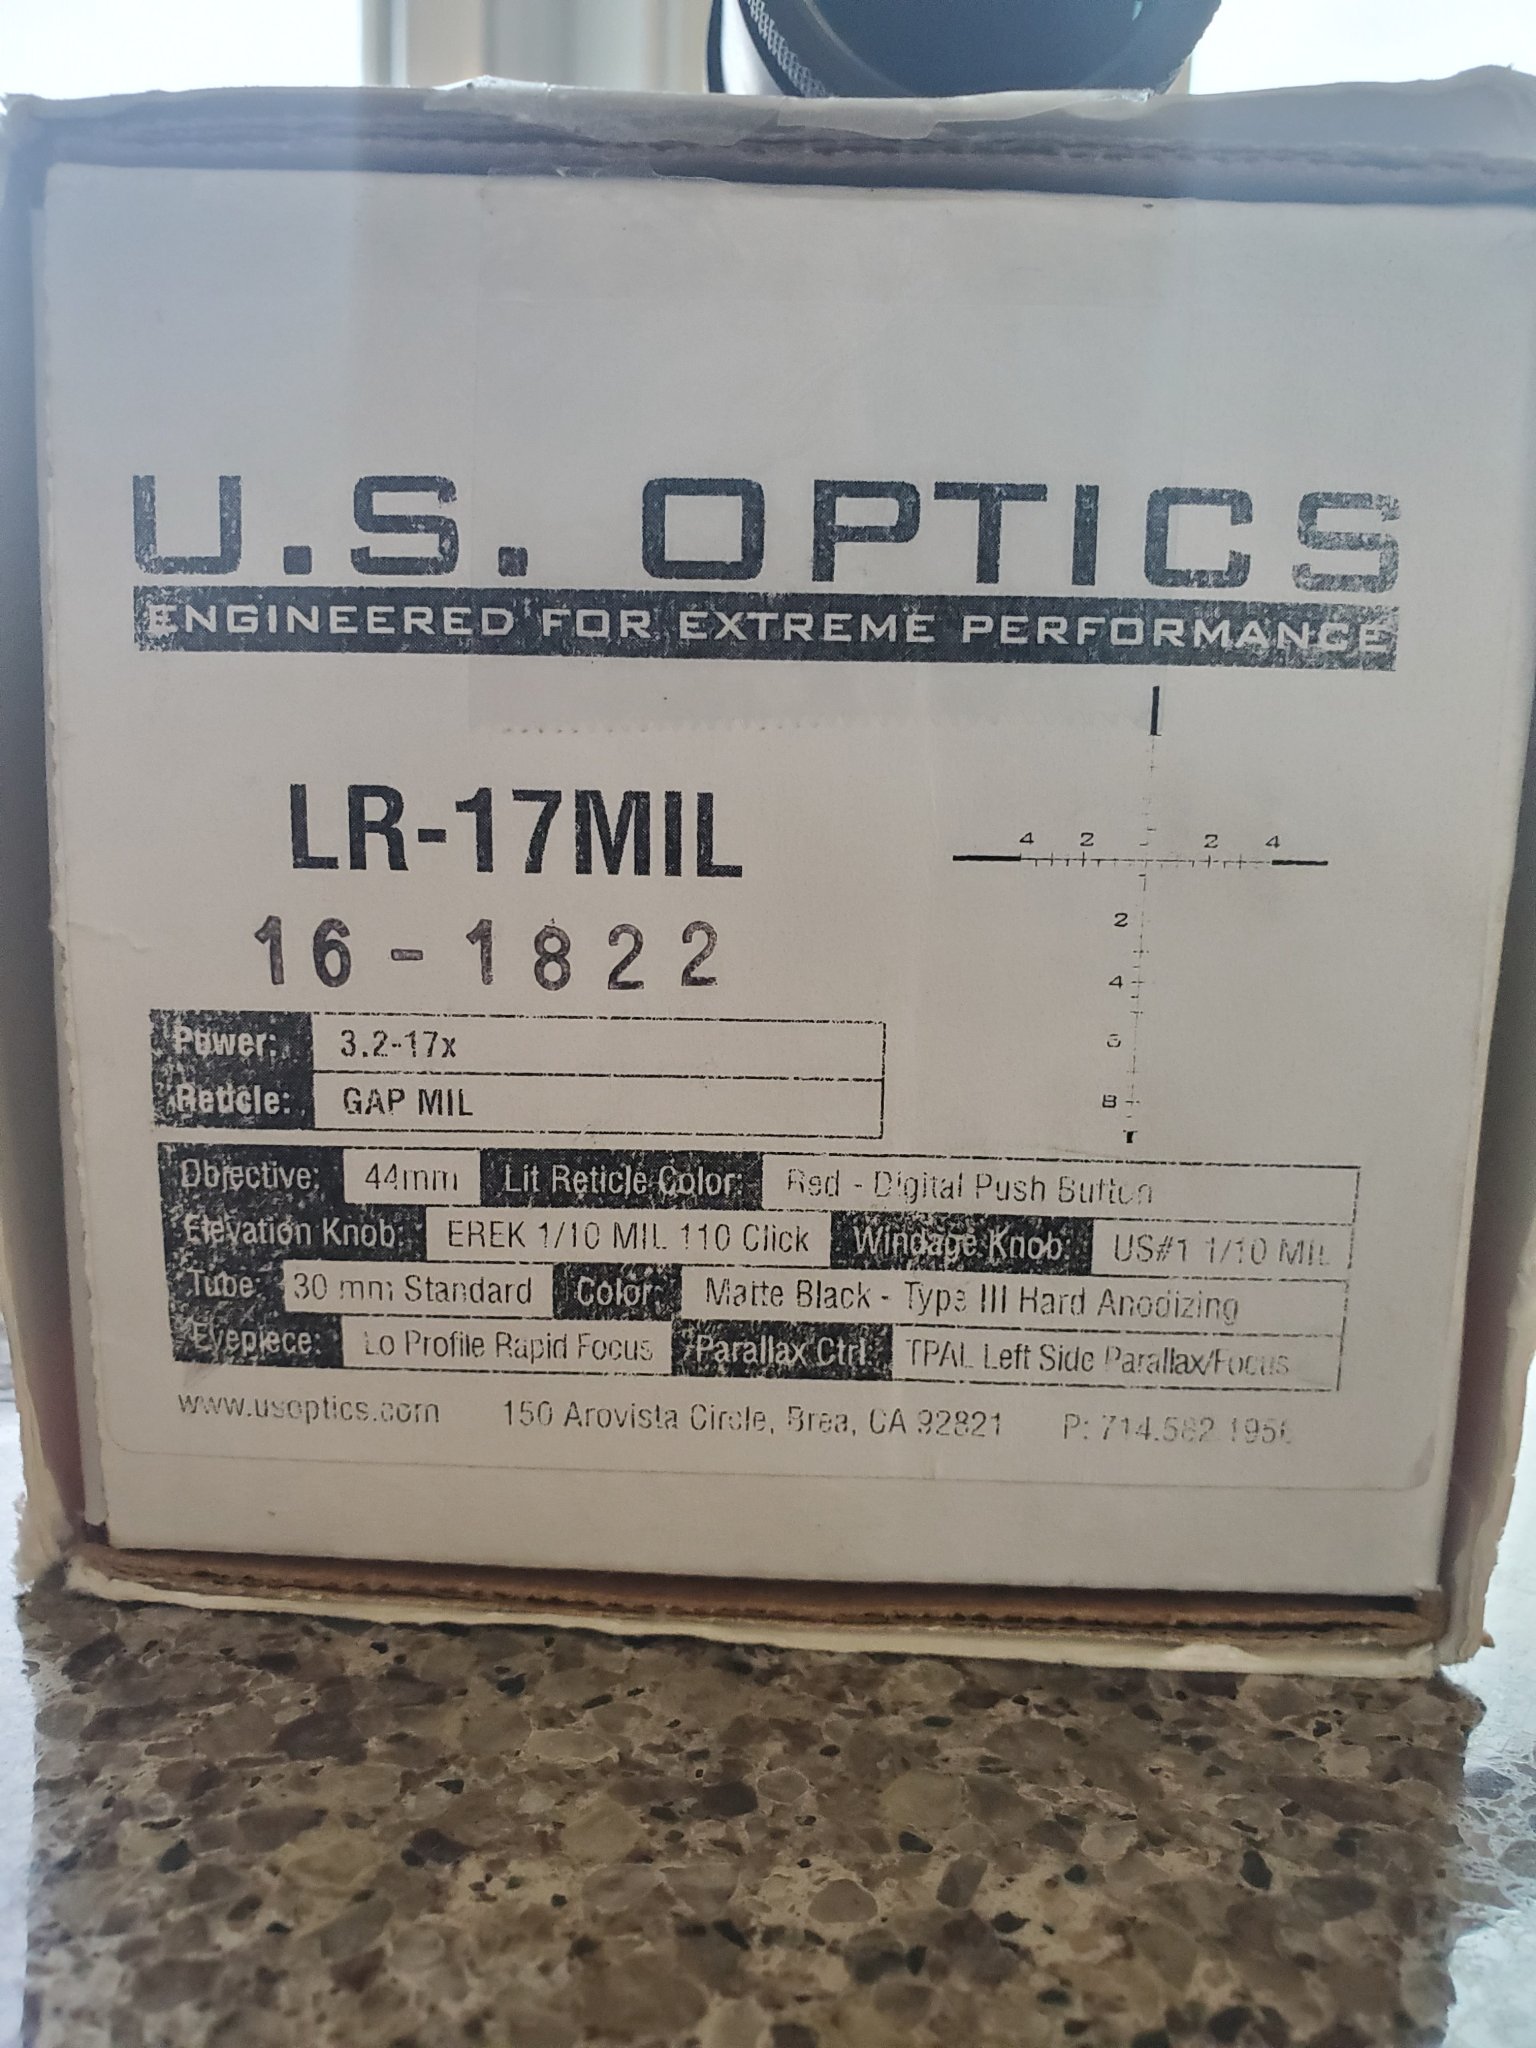 U.S. OPTICS
ENGINEERED FOR EXTREME PERFORMANCE
LR-17MIL
16-1822
4 2 2 4
1
2
4
6
8
Power: 3.2-17x
Reticle: GAP MIL
Objective: 44mm Lit Reticle Color: Red - Digital Push Button
Elevation Knob: EREK 1/10 MIL 110 Click Windage Knob: US#1 1/10 MIL
Tube: 30 mm Standard Color: Matte Black - Type III Hard Anodizing
Eyepiece: Lo Profile Rapid Focus Parallax Ctrl: TPAL Left Side Parallax/Focus
www.usoptics.com 150 Arovista Circle, Brea, CA 92821 P: